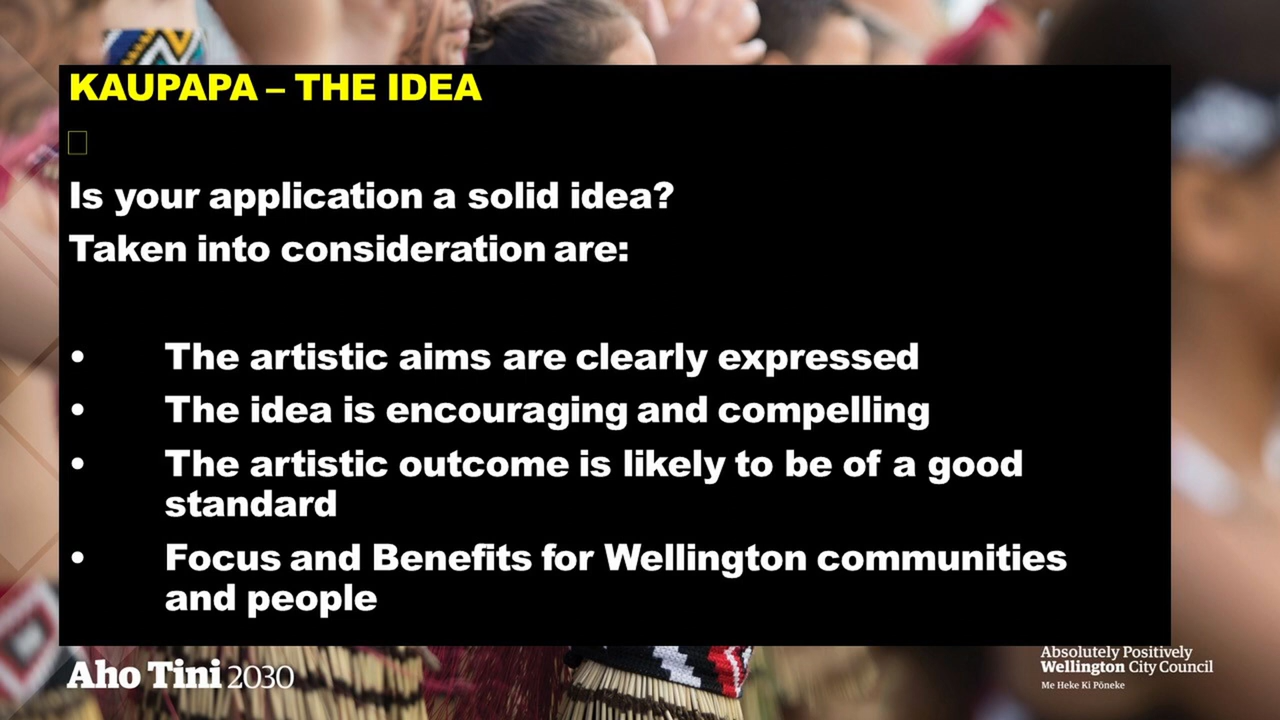 KAUPAPA – THE IDEA
Is your application a solid idea?
Taken into consideration are:
• The artistic aims are clearly expressed
• The idea is encouraging and compelling
• The artistic outcome is likely to be of a good
standard
• Focus and Benefits for Wellington communities
and people
Aho Tini 2030
Absolutely Positively
Wellington City Council
Me Heke Ki Pōneke